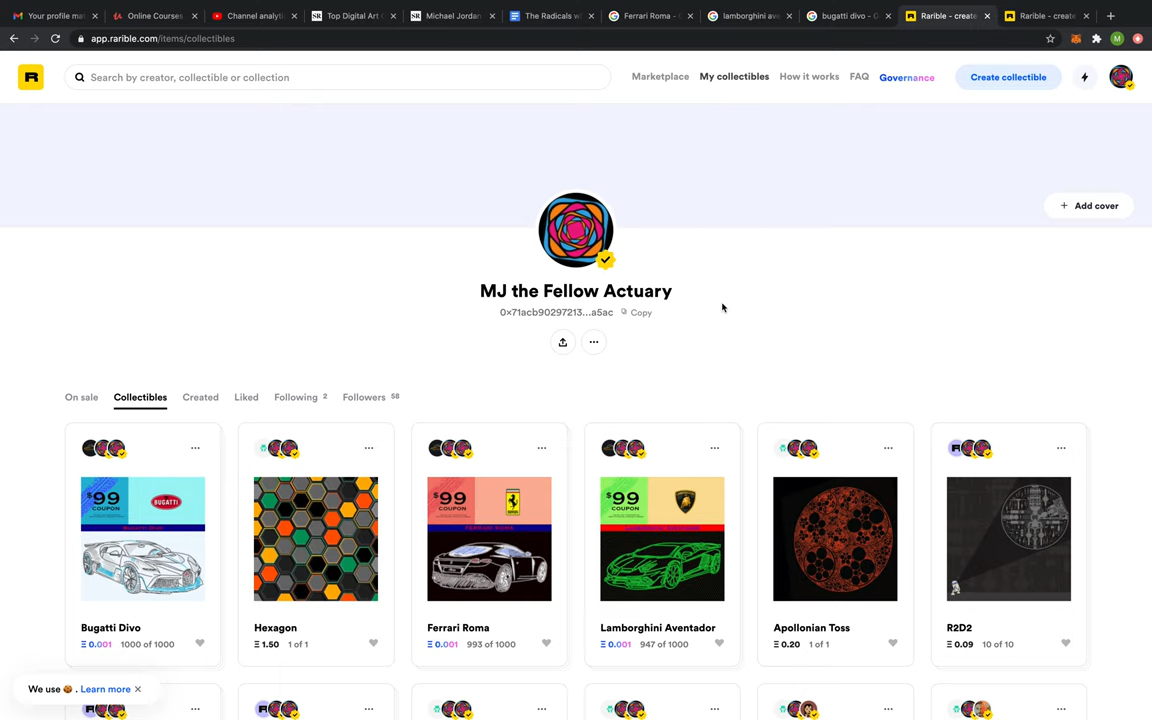 Your profile ma
Online Courses
Channel analyti
Top Digital Art
Michael Jordan
The Radicals w
Ferrari Roma -
lamborghini ave
bugatti divo -
Rarible - create
Rarible - create
app.rarible.com/items/collectibles
M
Search by creator, collectible or collection
Marketplace
My collectibles
How it works
FAQ
Governance
Create collectible
+ Add cover
MJ the Fellow Actuary
0x71acb90297213...a5ac Copy
On sale
Collectibles
Created
Liked
Following 2
Followers 58
$99 COUPON
BUGATTI
Bugatti Divo
0.001 1000 of 1000
Hexagon
1.50 1 of 1
$99 COUPON
FERRARI ROMA
Ferrari Roma
0.001 993 of 1000
$99 COUPON
Lamborghini Aventador
0.001 947 of 1000
Apollonian Toss
0.20 1 of 1
R2D2
0.09 10 of 10
We use 🍪 . Learn more ×